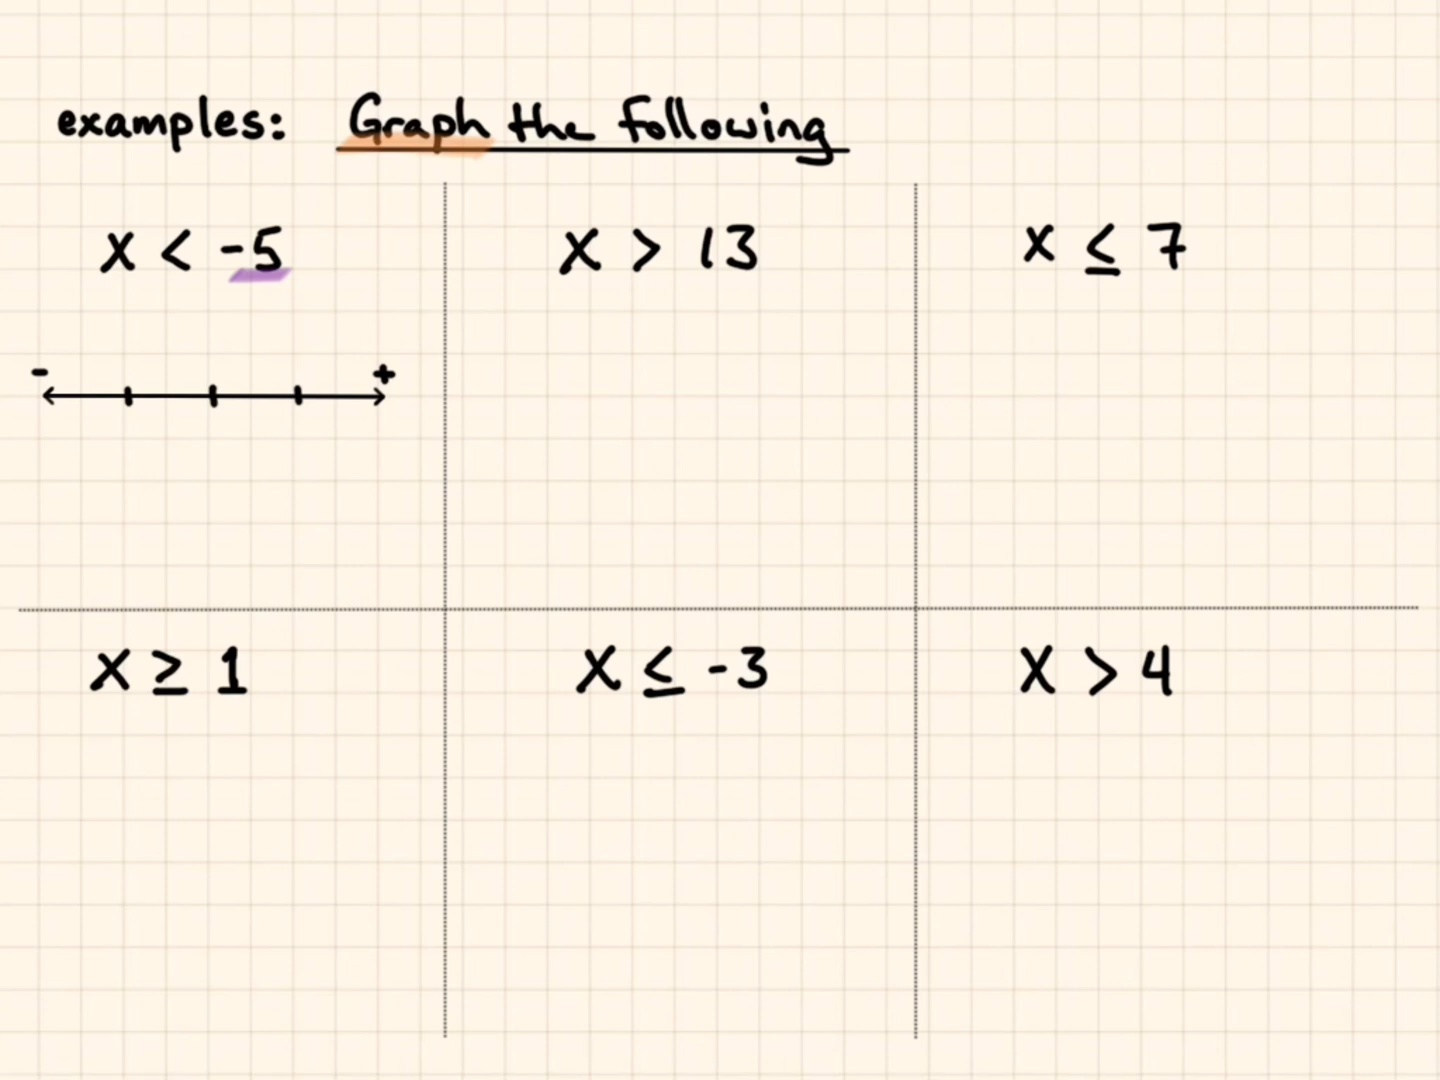 examples: Graph the following
x < -5
x > 13
x ≤ 7
- +
x ≥ 1
x ≤ -3
x > 4